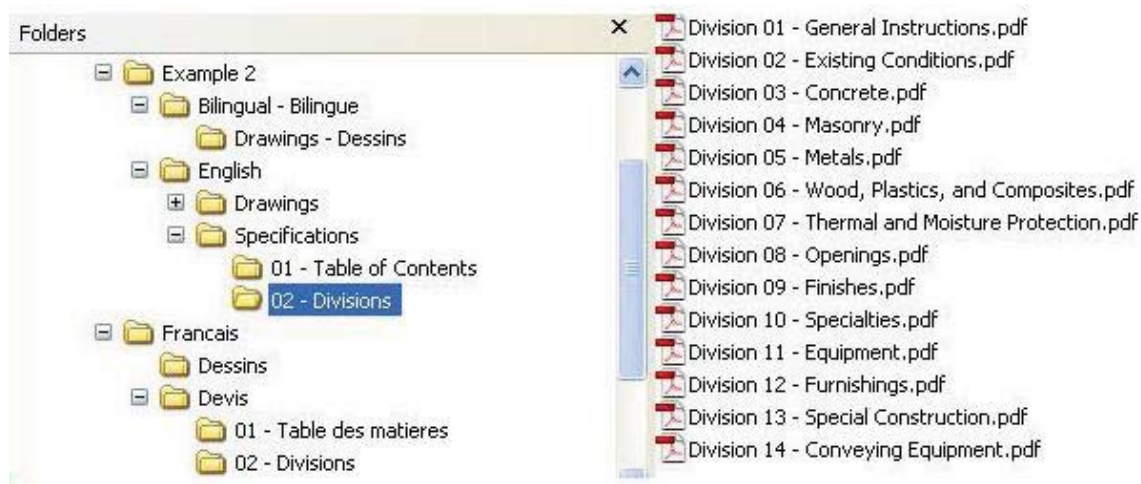 Folders
Example 2
Bilingual - Bilingue
Drawings - Dessins
English
Drawings
Specifications
01 - Table of Contents
02 - Divisions
Francais
Dessins
Devis
01 - Table des matieres
02 - Divisions
Division 01 - General Instructions.pdf
Division 02 - Existing Conditions.pdf
Division 03 - Concrete.pdf
Division 04 - Masonry.pdf
Division 05 - Metals.pdf
Division 06 - Wood, Plastics, and Composites.pdf
Division 07 - Thermal and Moisture Protection.pdf
Division 08 - Openings.pdf
Division 09 - Finishes.pdf
Division 10 - Specialties.pdf
Division 11 - Equipment.pdf
Division 12 - Furnishings.pdf
Division 13 - Special Construction.pdf
Division 14 - Conveying Equipment.pdf